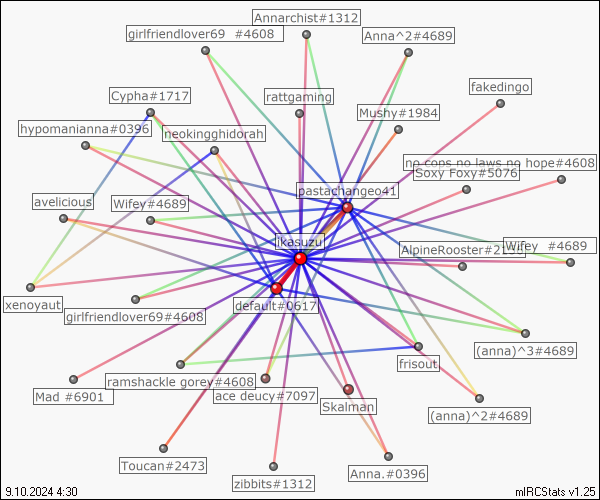 Annarchist#1312
girlfriendlover69 #4608
Anna^2#4689
fakedingo
Cypha#1717
rattgaming
Mushy#1984
hypomanianna#0396
neokingghidorah
no cops no laws no hope#4608
Soxy Foxy#5076
pastachangeo41
avelicious
Wifey#4689
ikasuzu
Wifey #4689
xenoyaut
default#0617
girlfriendlover69#4608
(anna)^3#4689
frisout
ramshackle gorey#4608
Mad #6901
ace deucy#7097
Skalman
(anna)^2#4689
Toucan#2473
Anna.#0396
zibbits#1312
9.10.2024 4:30
mIRCStats v1.25